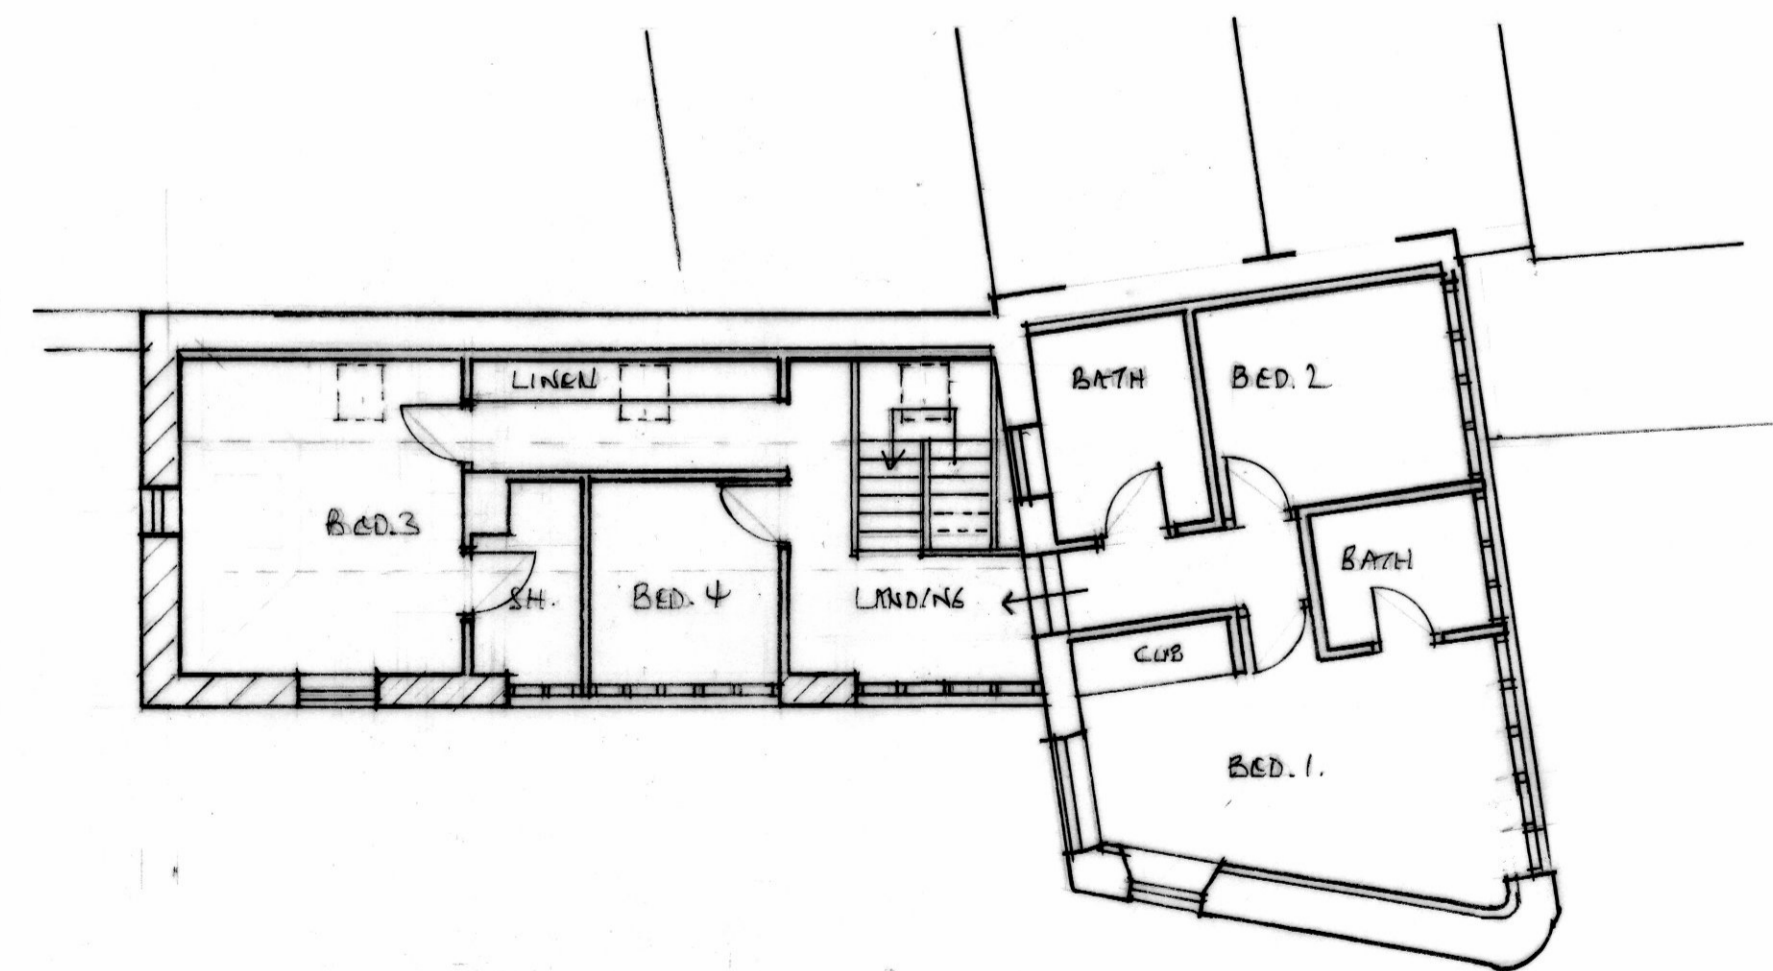 LINEN
BATH
BED. 2
BED.3
SH.
BED. 4
LANDING
BATH
CUB
BED. 1.